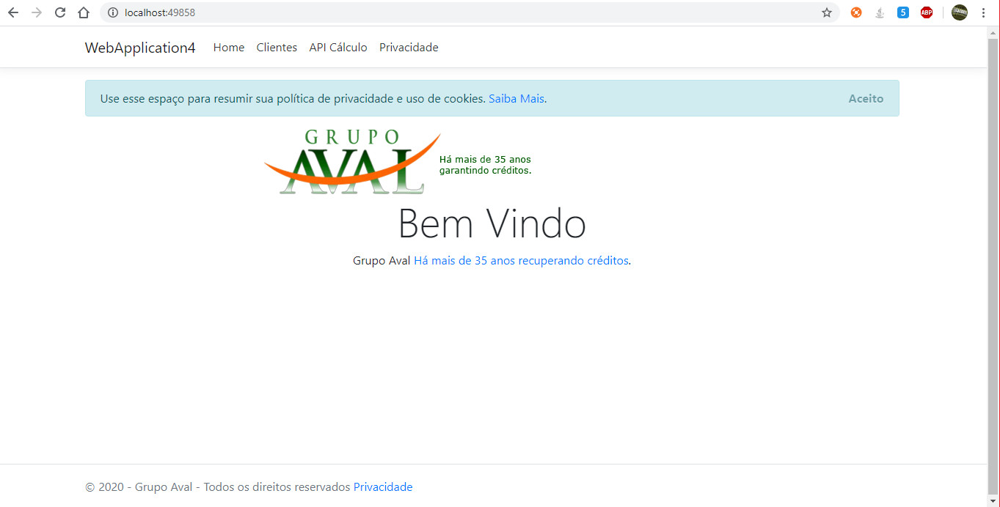 localhost:49858
5
ABP
WebApplication4 Home Clientes API Cálculo Privacidade
Use esse espaço para resumir sua política de privacidade e uso de cookies. Saiba Mais. Aceito
GRUPO
AVAL
Há mais de 35 anos
garantindo créditos.
Bem Vindo
Grupo Aval Há mais de 35 anos recuperando créditos.
© 2020 - Grupo Aval - Todos os direitos reservados Privacidade